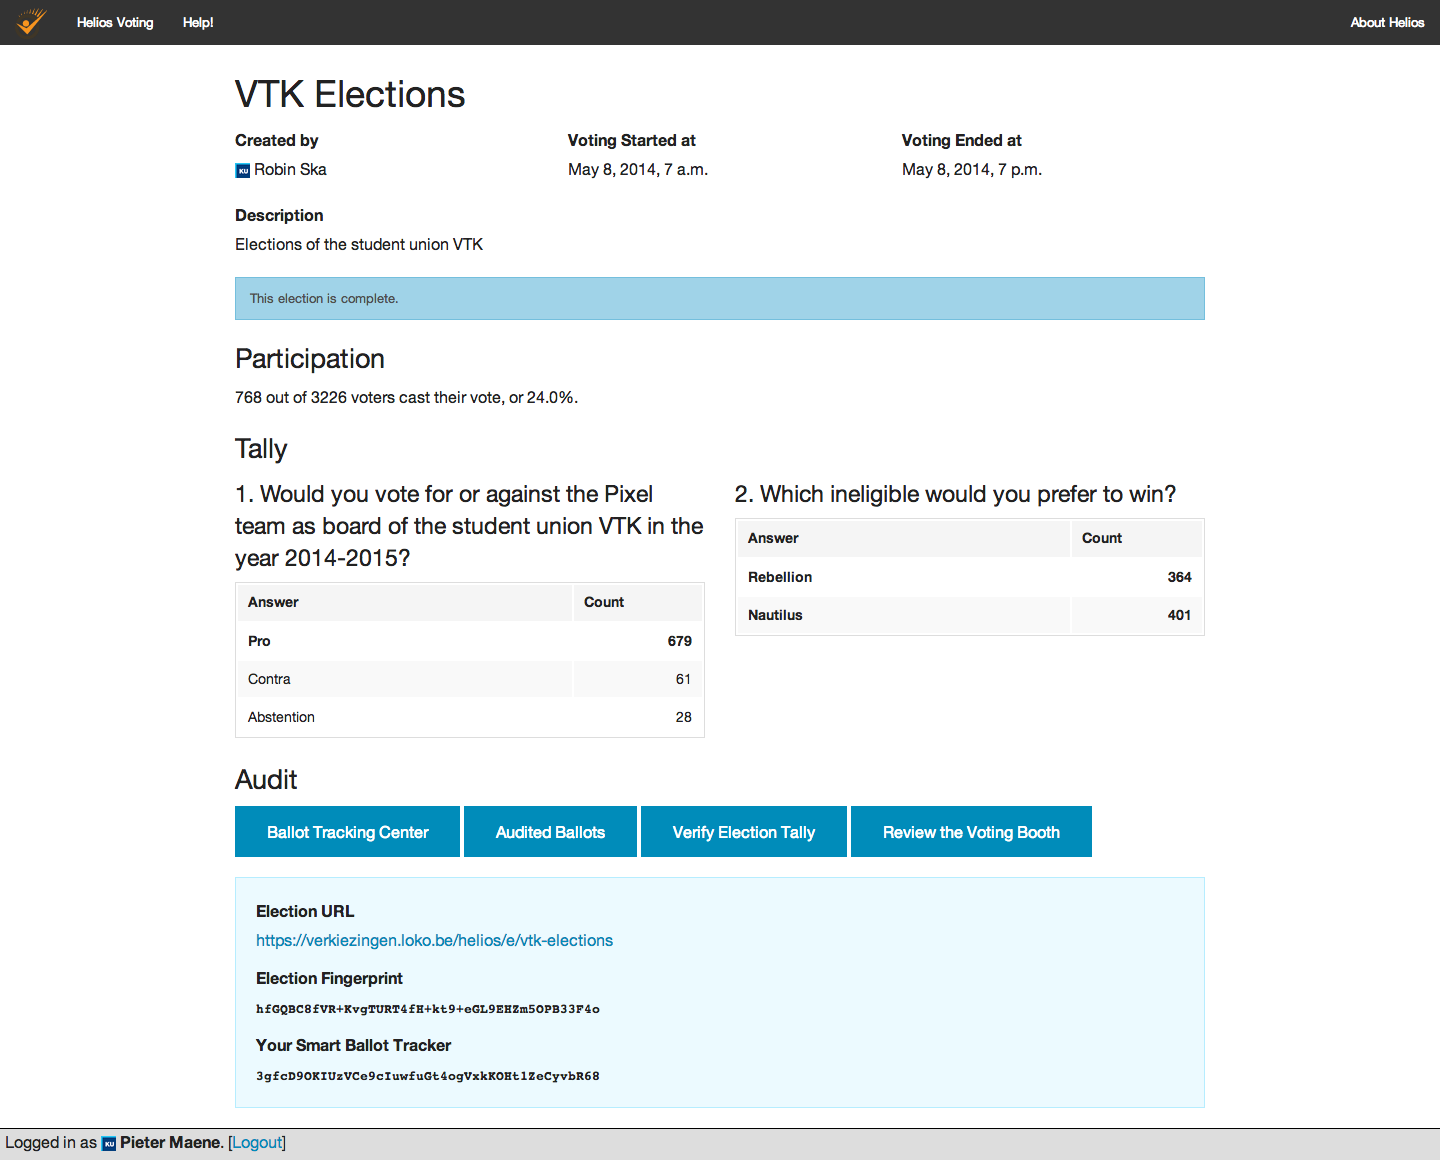 Helios Voting Help! About Helios
VTK Elections
Created by Voting Started at Voting Ended at
KU Robin Ska May 8, 2014, 7 a.m. May 8, 2014, 7 p.m.
Description
Elections of the student union VTK
This election is complete.
Participation
768 out of 3226 voters cast their vote, or 24.0%.
Tally
1. Would you vote for or against the Pixel
team as board of the student union VTK in the
year 2014-2015?
Answer Count
Pro 679
Contra 61
Abstention 28
2. Which ineligible would you prefer to win?
Answer Count
Rebellion 364
Nautilus 401
Audit
Ballot Tracking Center Audited Ballots Verify Election Tally Review the Voting Booth
Election URL
https://verkiezingen.loko.be/helios/e/vtk-elections
Election Fingerprint
hfGQBC8fVR+KvgTURT4fH+kt9+eGL9EHZm5OPB33F4o
Your Smart Ballot Tracker
3gfcD9OKIUzVCe9cIuwfuGt4ogVxkKOHtlZeCyvbR68
Logged in as KU Pieter Maene. [Logout]